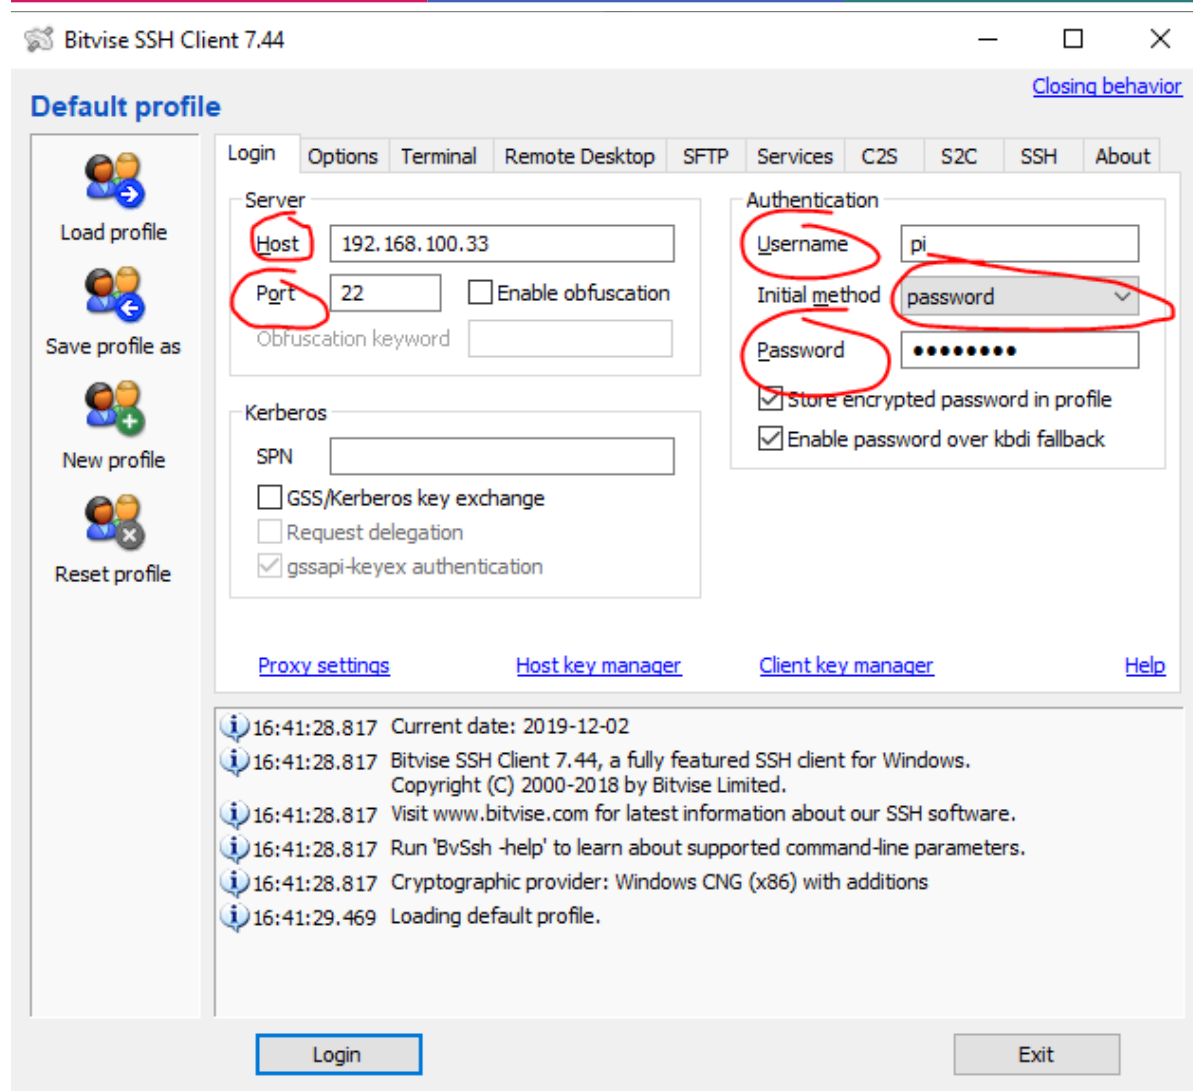 Bitvise SSH Client 7.44
Closing behavior
Default profile
Load profile
Save profile as
New profile
Reset profile
Login Options Terminal Remote Desktop SFTP Services C2S S2C SSH About
Server
Host 192.168.100.33
Port 22 Enable obfuscation
Obfuscation keyword
Kerberos
SPN
GSS/Kerberos key exchange
Request delegation
gssapi-keyex authentication
Authentication
Username pi
Initial method password
Password ••••••••
Store encrypted password in profile
Enable password over kbdi fallback
Proxy settings Host key manager Client key manager Help
16:41:28.817 Current date: 2019-12-02
16:41:28.817 Bitvise SSH Client 7.44, a fully featured SSH client for Windows.
Copyright (C) 2000-2018 by Bitvise Limited.
16:41:28.817 Visit www.bitvise.com for latest information about our SSH software.
16:41:28.817 Run 'BvSsh -help' to learn about supported command-line parameters.
16:41:28.817 Cryptographic provider: Windows CNG (x86) with additions
16:41:29.469 Loading default profile.
Login Exit